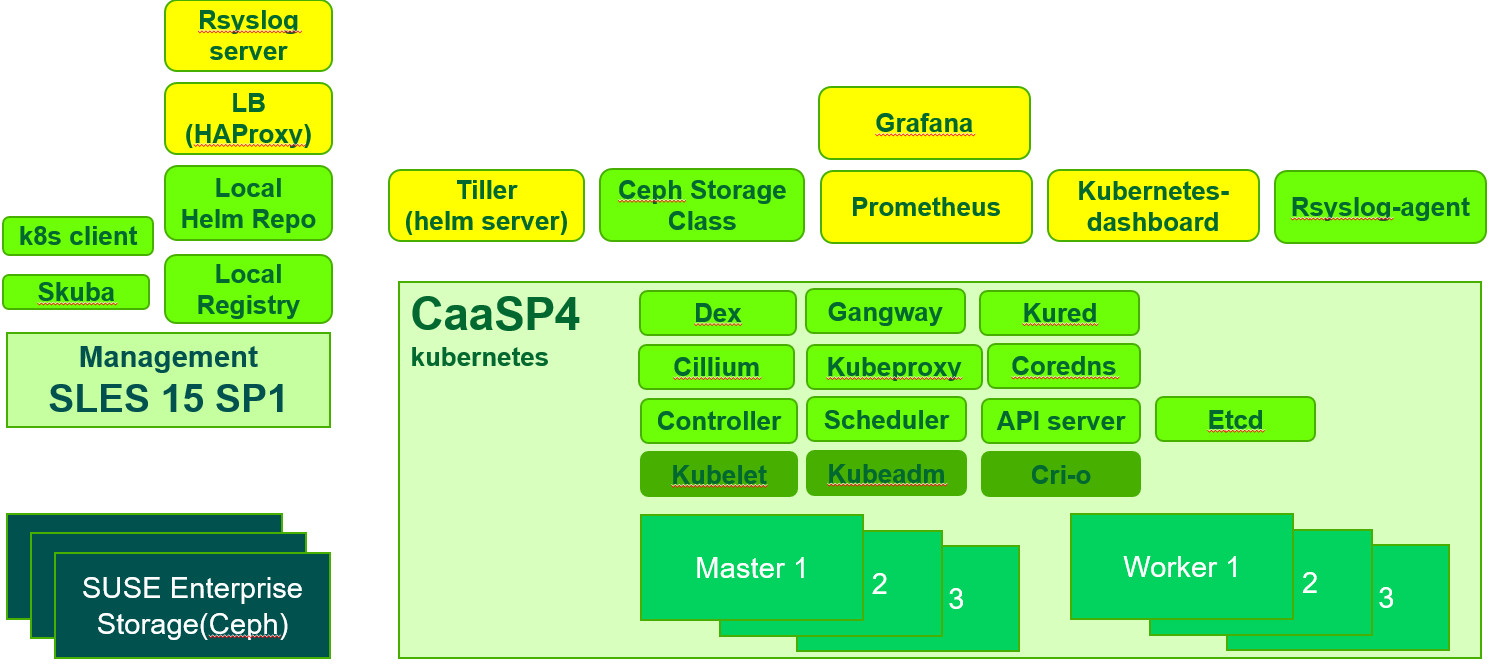 Rsyslog
server
LB
(HAProxy)
Local
Helm Repo
k8s client
Local
Registry
Skuba
Management
SLES 15 SP1
SUSE Enterprise
Storage(Ceph)
Grafana
Tiller
(helm server)
Ceph Storage
Class
Prometheus
Kubernetes-
dashboard
Rsyslog-agent
CaaSP4
kubernetes
Dex
Gangway
Kured
Cillium
Kubeproxy
Coredns
Controller
Scheduler
API server
Etcd
Kubelet
Kubeadm
Cri-o
Master 1
2
3
Worker 1
2
3